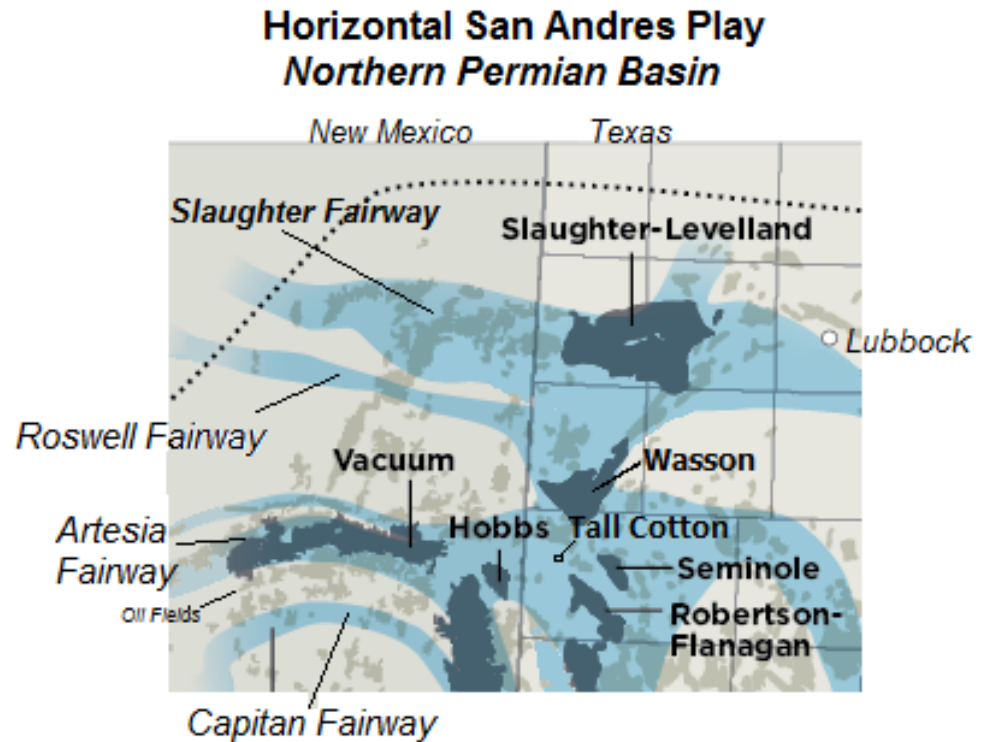 Horizontal San Andres Play
Northern Permian Basin
New Mexico
Texas
Slaughter Fairway
Slaughter-Levelland
Lubbock
Roswell Fairway
Vacuum
Wasson
Artesia
Fairway
Hobbs
Tall Cotton
Seminole
Oil Fields
Robertson-
Flanagan
Capitan Fairway